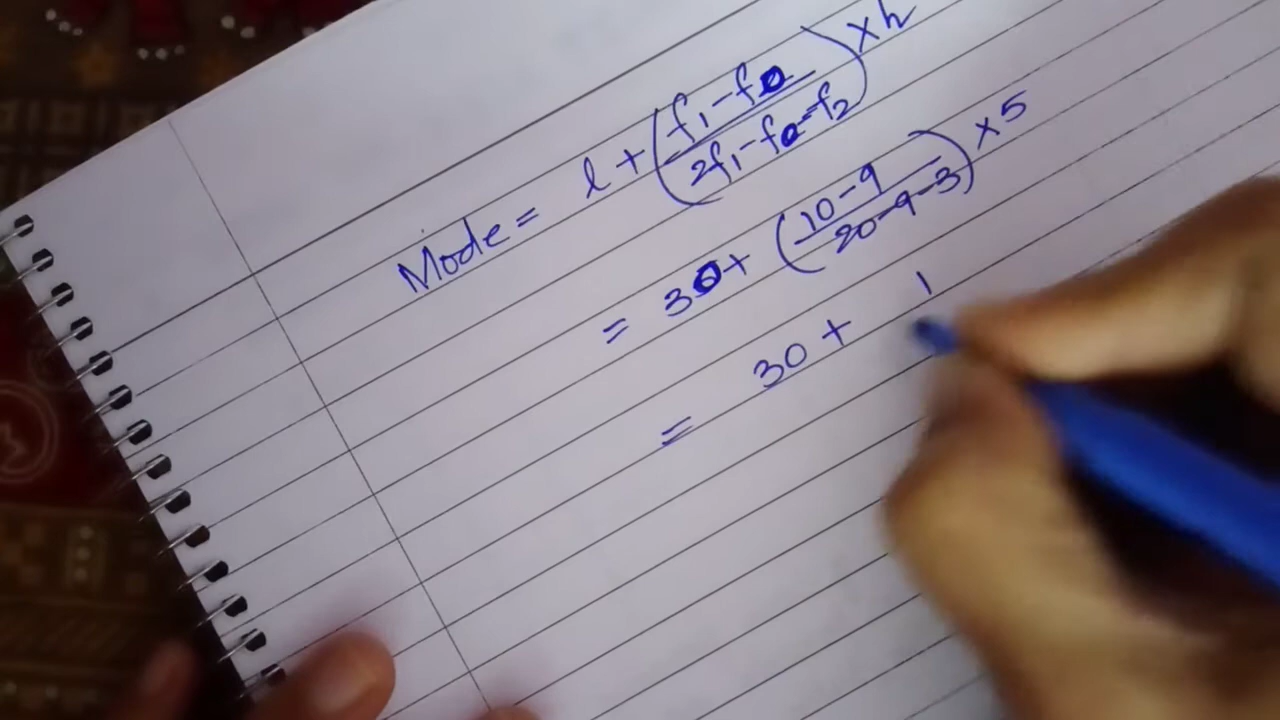 Mode = l + (f₁ - f₀ / 2f₁ - f₀ - f₂) × h
= 30 + (10 - 9 / 20 - 9 - 3) × 5
= 30 + 1